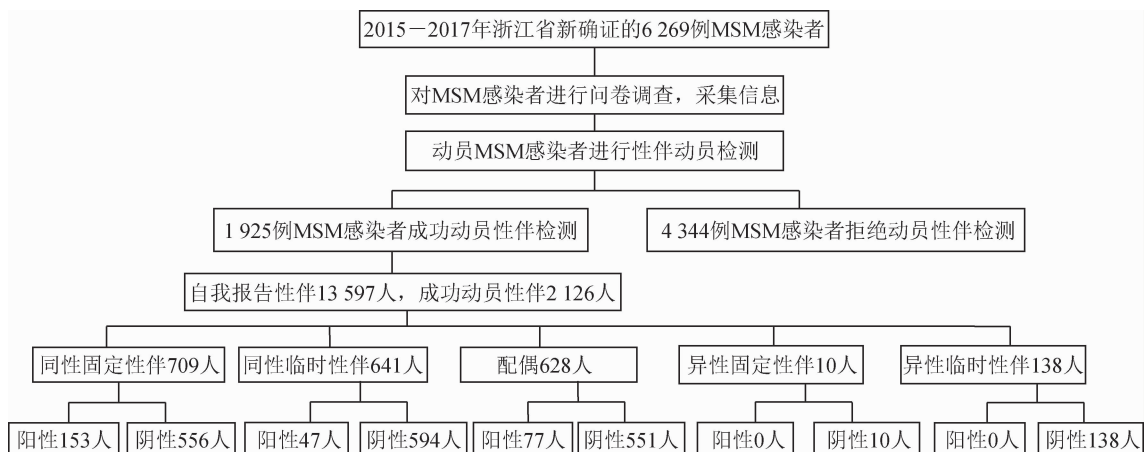 2015－2017年浙江省新确证的6 269例MSM感染者
对MSM感染者进行问卷调查，采集信息
动员MSM感染者进行性伴动员检测
1 925例MSM感染者成功动员性伴检测
4 344例MSM感染者拒绝动员性伴检测
自我报告性伴13 597人，成功动员性伴2 126人
同性固定性伴709人
同性临时性伴641人
配偶628人
异性固定性伴10人
异性临时性伴138人
阳性153人
阴性556人
阳性47人
阴性594人
阳性77人
阴性551人
阳性0人
阴性10人
阳性0人
阴性138人